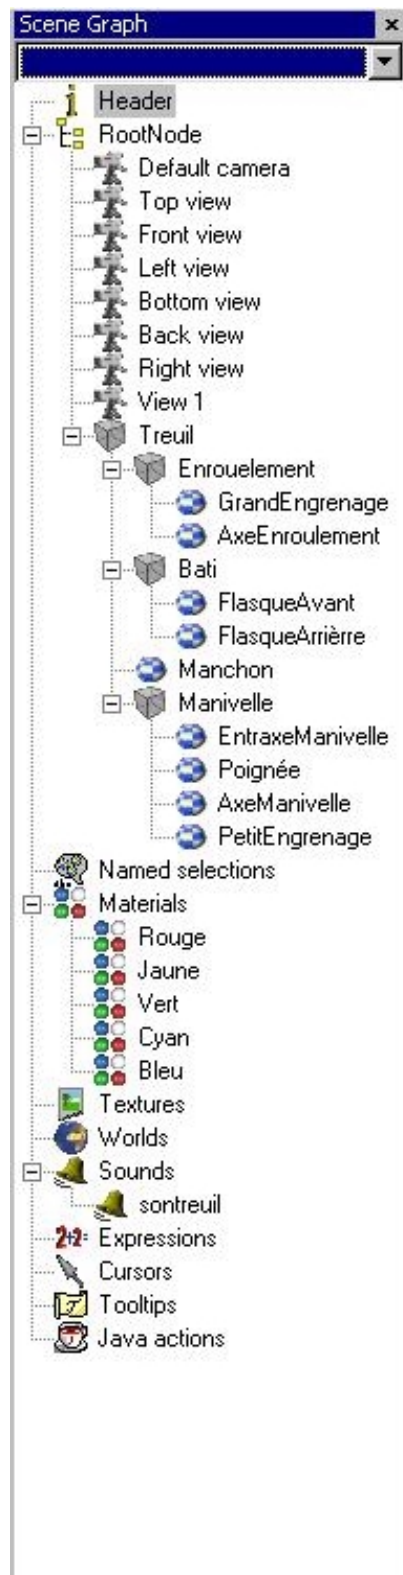 Scene Graph
Header
RootNode
Default camera
Top view
Front view
Left view
Bottom view
Back view
Right view
View 1
Treuil
Enrouelement
GrandEngrenage
AxeEnroulement
Bati
FlasqueAvant
FlasqueArrièrre
Manchon
Manivelle
EntraxeManivelle
Poignée
AxeManivelle
PetitEngrenage
Named selections
Materials
Rouge
Jaune
Vert
Cyan
Bleu
Textures
Worlds
Sounds
sontreuil
Expressions
Cursors
Tooltips
Java actions